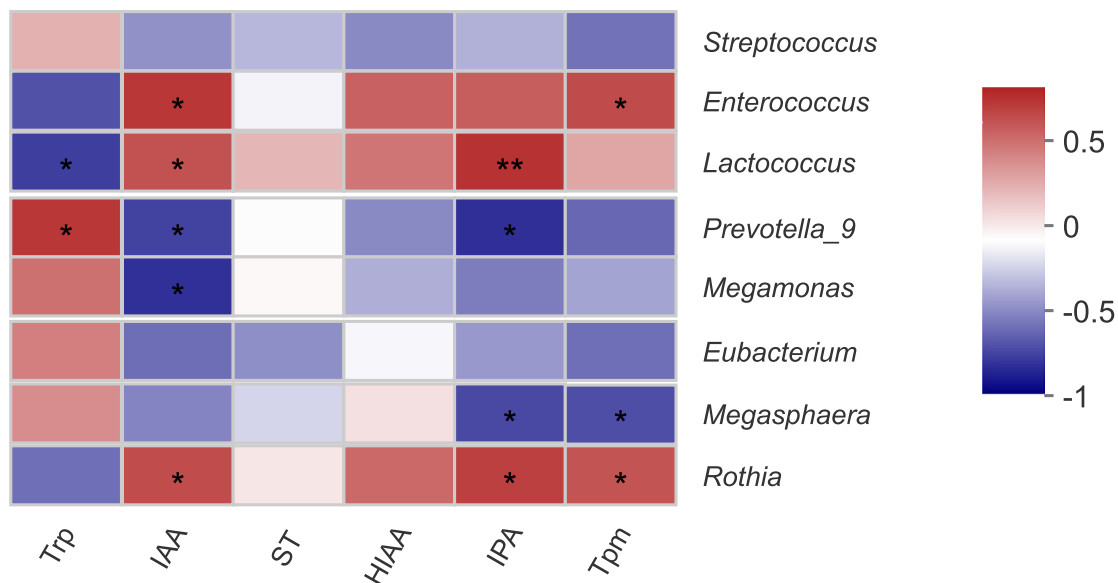 Streptococcus
* * Enterococcus
* * ** Lactococcus
* * * Prevotella_9
* Megamonas
Eubacterium
* * Megasphaera
* * * Rothia
Trp IAA ST HIAA IPA Tpm
0.5
0
-0.5
-1